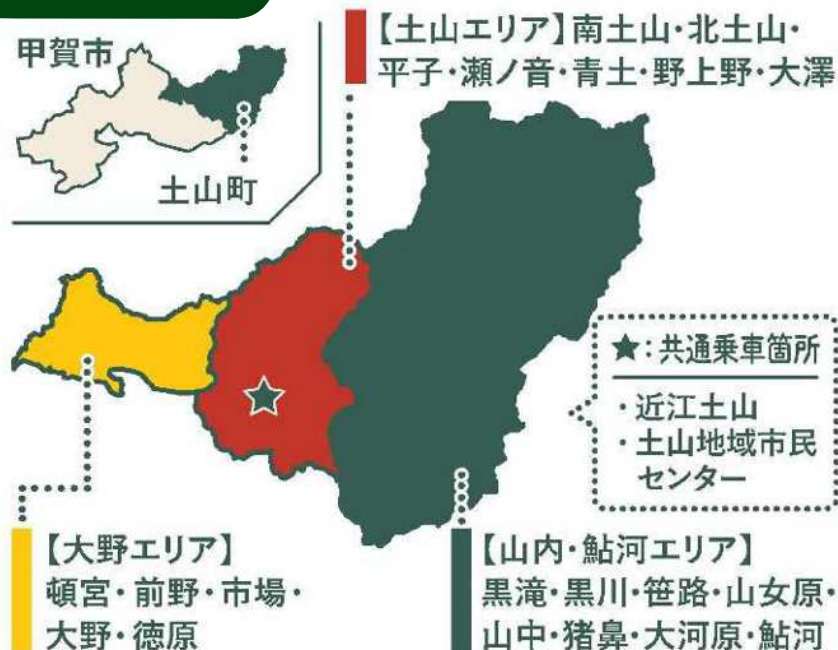 甲賀市
土山町
【土山エリア】南土山・北土山・
平子・瀬ノ音・青土・野上野・大澤
★:共通乗車箇所
・近江土山
・土山地域市民
センター
【大野エリア】
頓宮・前野・市場・
大野・徳原
【山内・鮎河エリア】
黒滝・黒川・笹路・山女原・
山中・猪鼻・大河原・鮎河